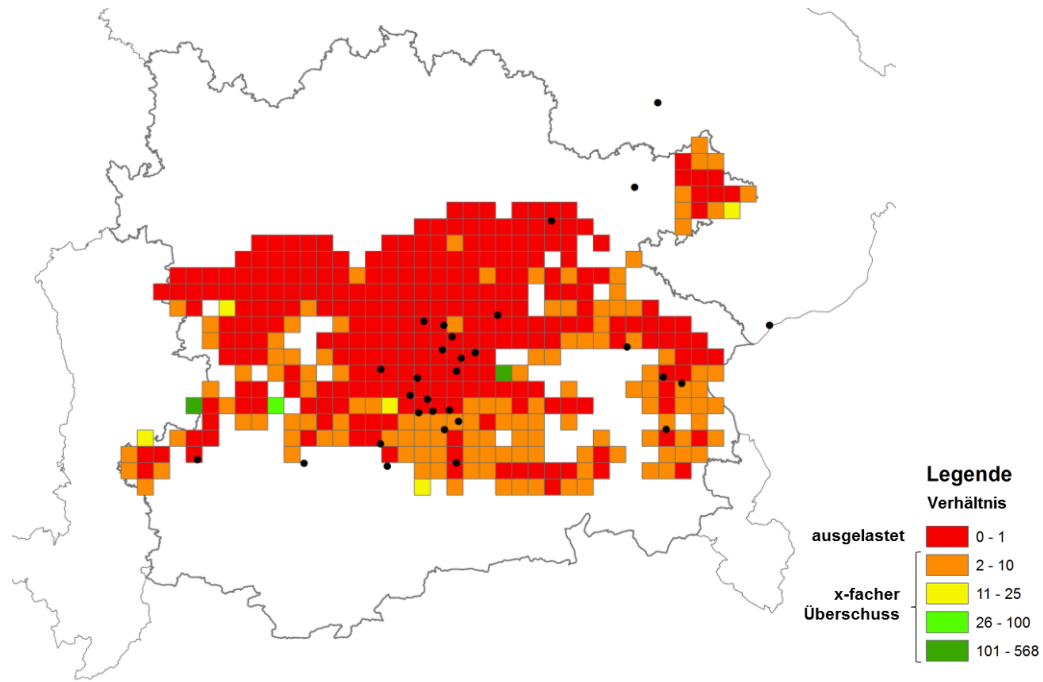 Legende
Verhältnis
ausgelastet
0 - 1
2 - 10
x-facher
Überschuss
11 - 25
26 - 100
101 - 568